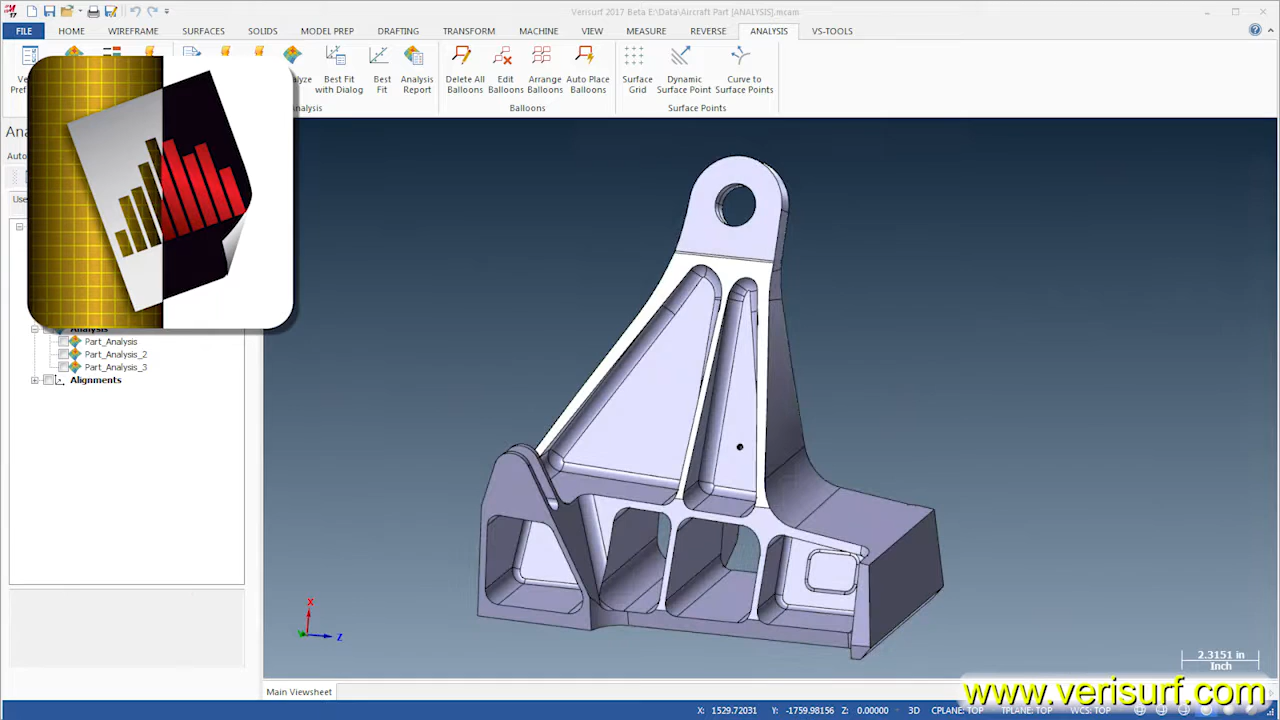 Verisurf 2017 Beta E:\Data\Aircraft Part [ANALYSIS].mcam
FILE HOME WIREFRAME SURFACES SOLIDS MODEL PREP DRAFTING TRANSFORM MACHINE VIEW MEASURE REVERSE ANALYSIS VS-TOOLS
Best Fit with Dialog
Best Fit
Analysis Report
Delete All Balloons
Edit Balloons
Arrange Balloons
Auto Place Balloons
Surface Grid
Dynamic Surface Point
Curve to Surface Points
Balloons
Surface Points
Analysis
Part_Analysis
Part_Analysis_2
Part_Analysis_3
Alignments
X
Z
2.3151 in
Inch
Main Viewsheet
www.verisurf.com
X: 1529.72031 Y: -1759.98156 Z: 0.00000 3D CPLANE: TOP TPLANE: TOP WCS: TOP